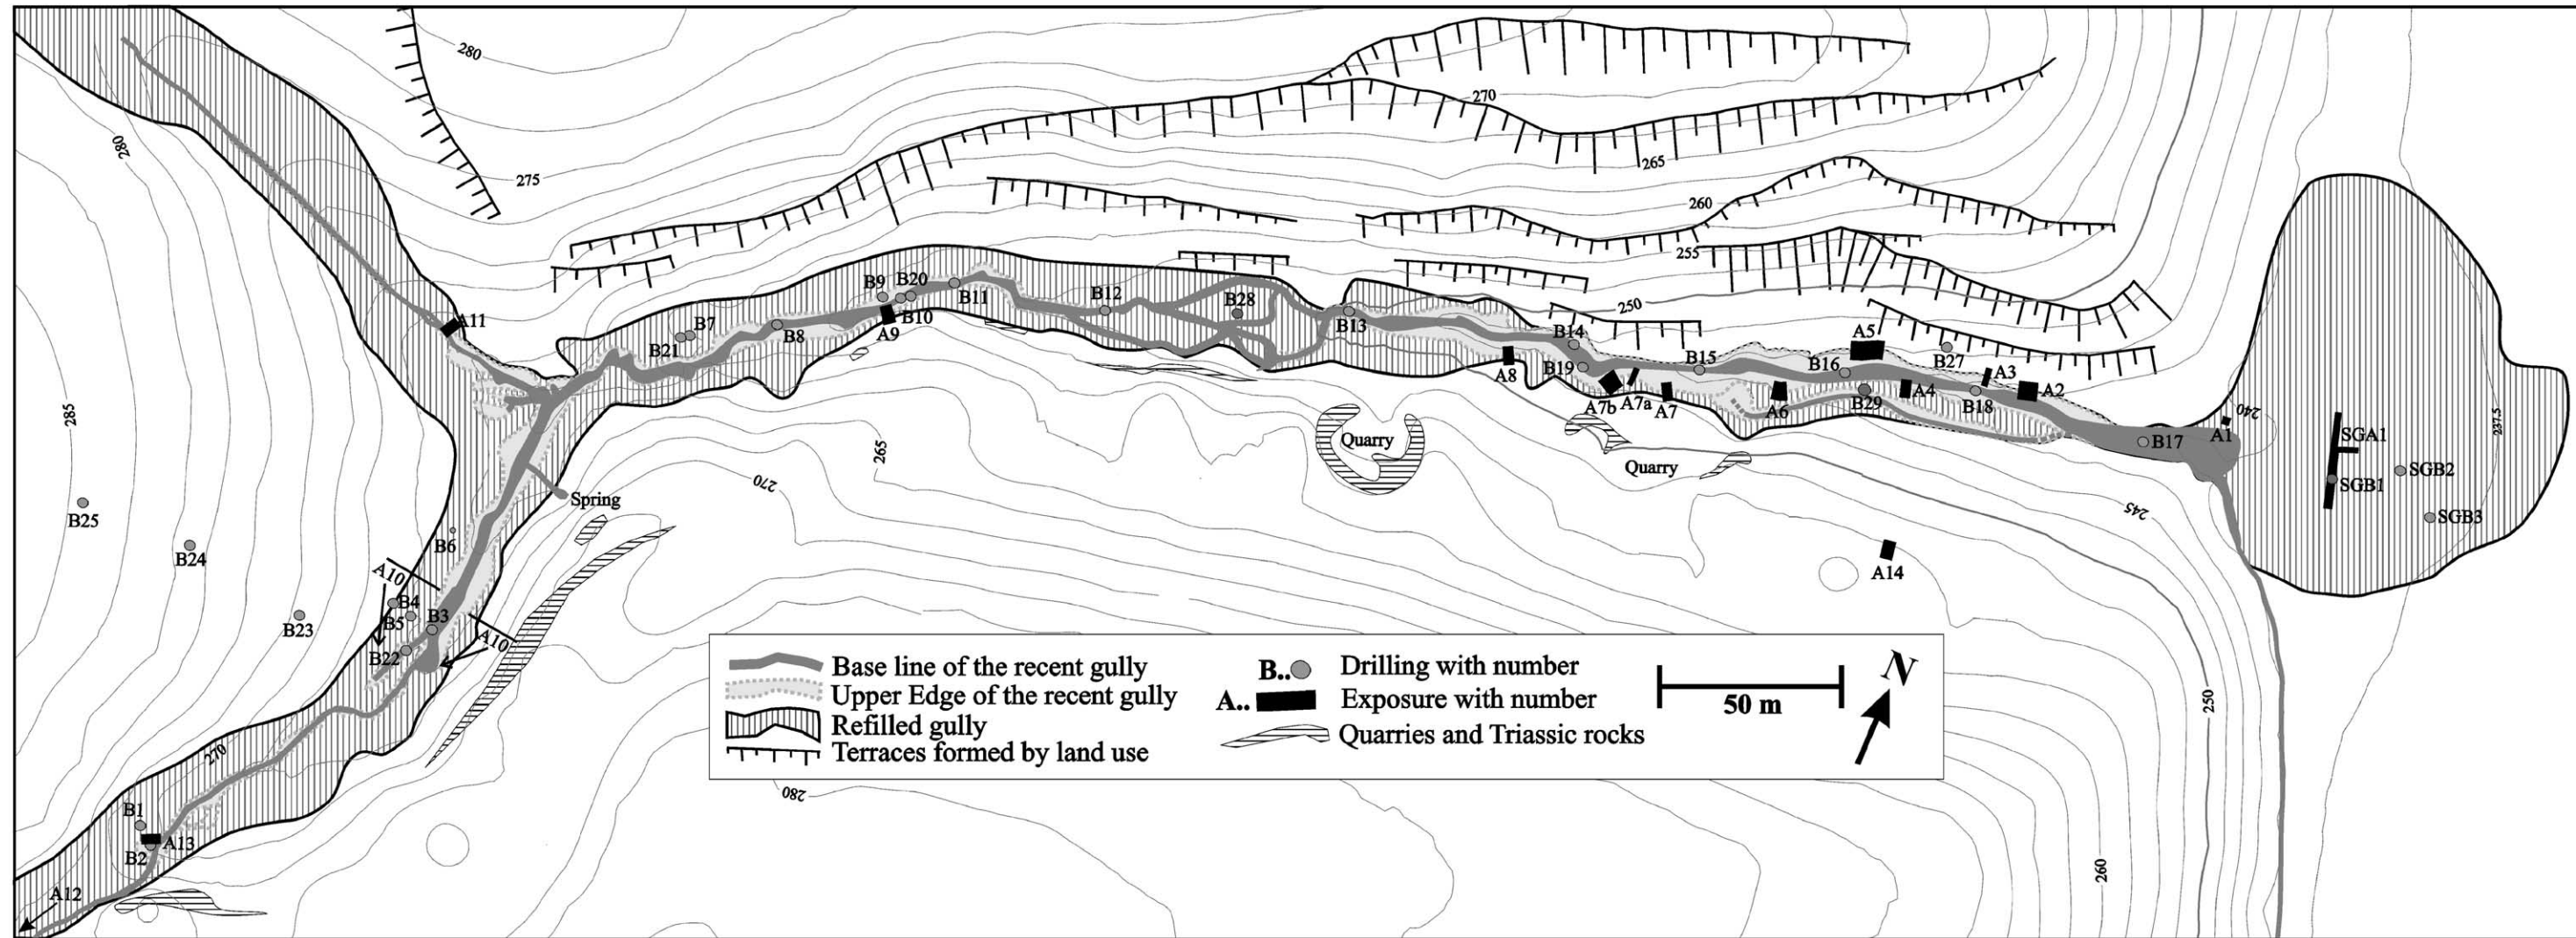 280
270
280
265
275
260
255
250
B9
B20
B11
B12
B28
B13
B14
A5
B27
A11
B7
B21
B8
A9
B10
A8
B19
B15
B16
A3
A7b
A7a
A7
A6
B29
A4
B18
A2
240
237.5
285
265
Quarry
Quarry
B17
A1
SGA1
SGB2
SGB1
SGB3
270
Spring
245
B25
B24
B6
A10
B4
B5
B3
B23
A10
B22
A14
Base line of the recent gully
Upper Edge of the recent gully
Refilled gully
Terraces formed by land use
B.. Drilling with number
A.. Exposure with number
Quarries and Triassic rocks
50 m
N
250
270
280
B1
A13
B2
260
A12